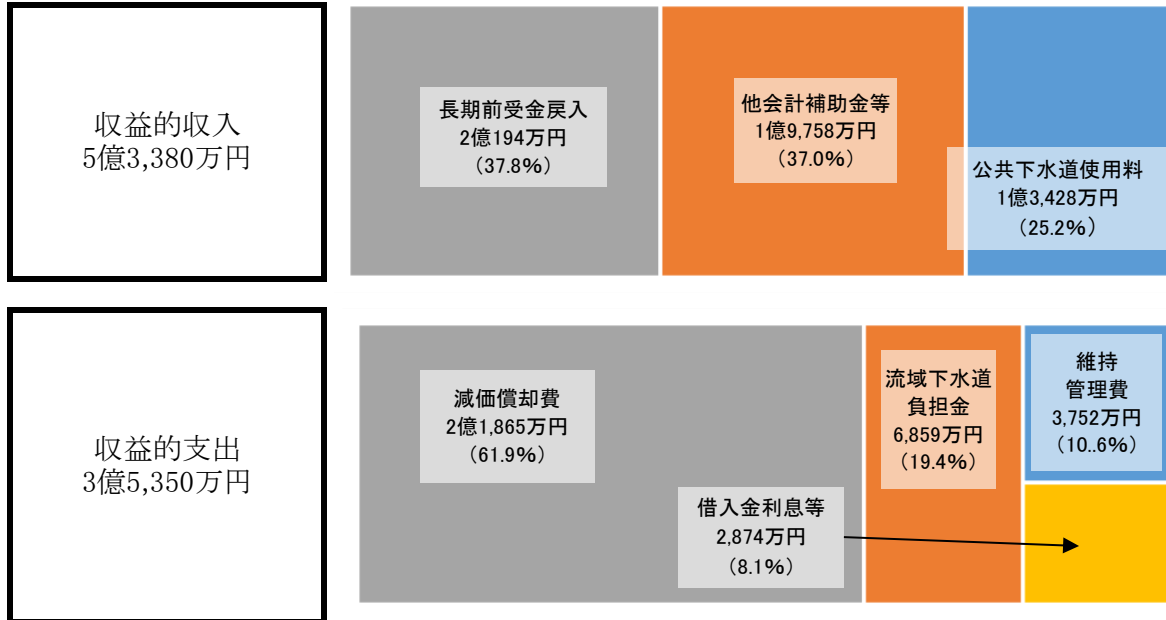 収益的収入
5億3,380万円
長期前受金戻入
2億194万円
（37.8%）
他会計補助金等
1億9,758万円
（37.0%）
公共下水道使用料
1億3,428万円
（25.2%）
収益的支出
3億5,350万円
減価償却費
2億1,865万円
（61.9%）
借入金利息等
2,874万円
（8.1%）
流域下水道
負担金
6,859万円
（19.4%）
維持
管理費
3,752万円
（10..6%）